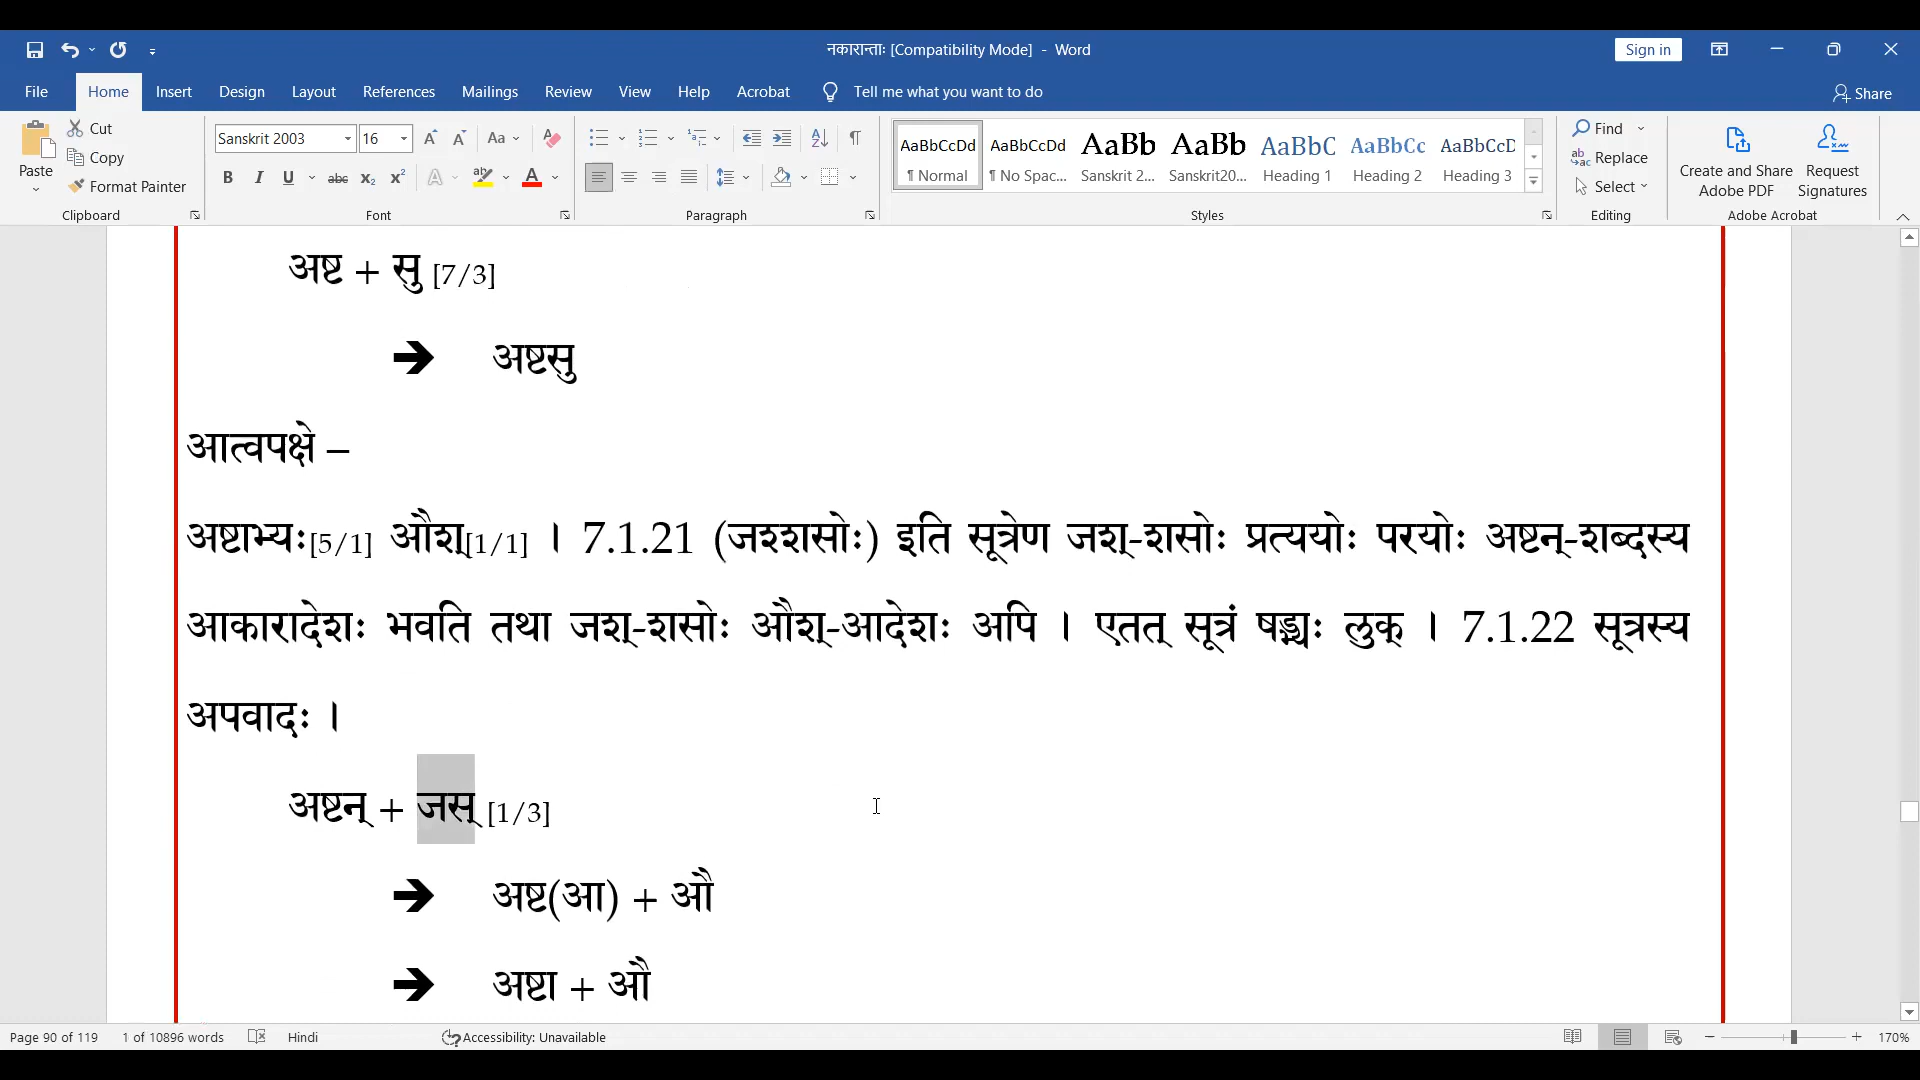 नकारान्ताः [Compatibility Mode] - Word
Sign in
File Home Insert Design Layout References Mailings Review View Help Acrobat Tell me what you want to do
Share
Paste
Cut
Copy
Format Painter
Sanskrit 2003 16
AaBbCcDd AaBbCcDd AaBb AaBb AaBbC AaBbCc AaBbCcD
¶ Normal ¶ No Spac... Sanskrit 2... Sanskrit20... Heading 1 Heading 2 Heading 3
Find
Replace
Select
Create and Share Adobe PDF
Request Signatures
Clipboard Font Paragraph Styles Editing Adobe Acrobat
अष्ट + सु [7/3]
➔ अष्टसु
आत्वपक्षे –
अष्टाभ्यः[5/1] औश्[1/1] । 7.1.21 (जश्शसोः) इति सूत्रेण जश्-शसोः प्रत्यययोः परयोः अष्टन्-शब्दस्य
आकारादेशः भवति तथा जश्-शसोः औश्-आदेशः अपि । एतत् सूत्रं षड्भ्यः लुक् । 7.1.22 सूत्रस्य
अपवादः ।
अष्टन् + जस् [1/3]
➔ अष्ट(आ) + औ
➔ अष्टा + औ
Page 90 of 119 1 of 10896 words Hindi Accessibility: Unavailable 170%